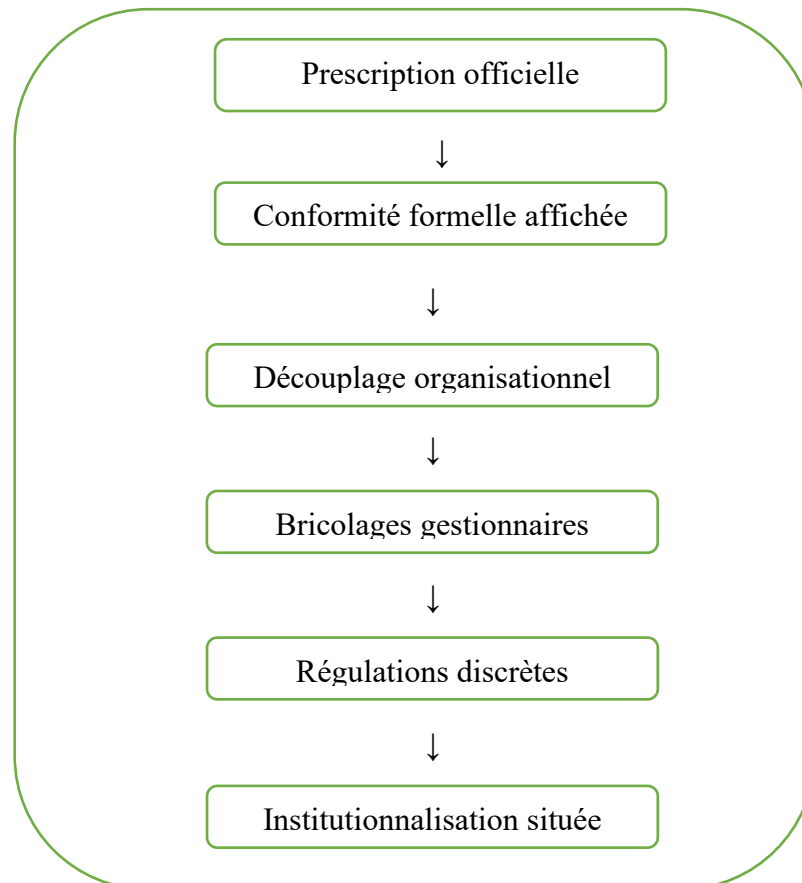 Prescription officielle
↓
Conformité formelle affichée
↓
Découplage organisationnel
↓
Bricolages gestionnaires
↓
Régulations discrètes
↓
Institutionnalisation située